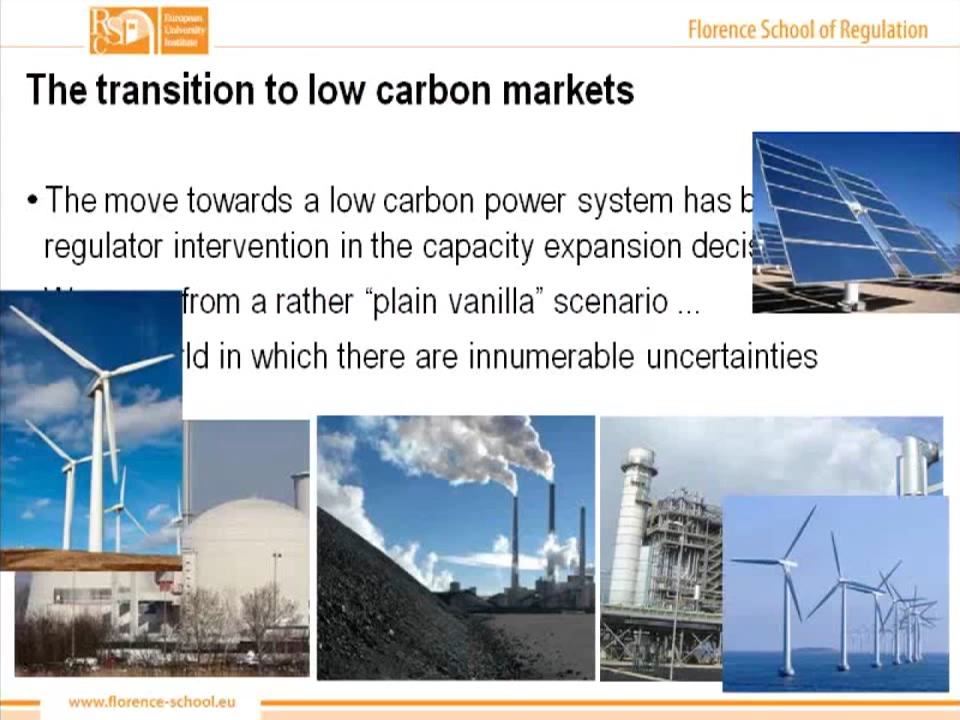 RSC
European
University
Institute
Florence School of Regulation
The transition to low carbon markets
• The move towards a low carbon power system has b
regulator intervention in the capacity expansion decis
from a rather “plain vanilla” scenario ...
rld in which there are innumerable uncertainties
www.florence-school.eu